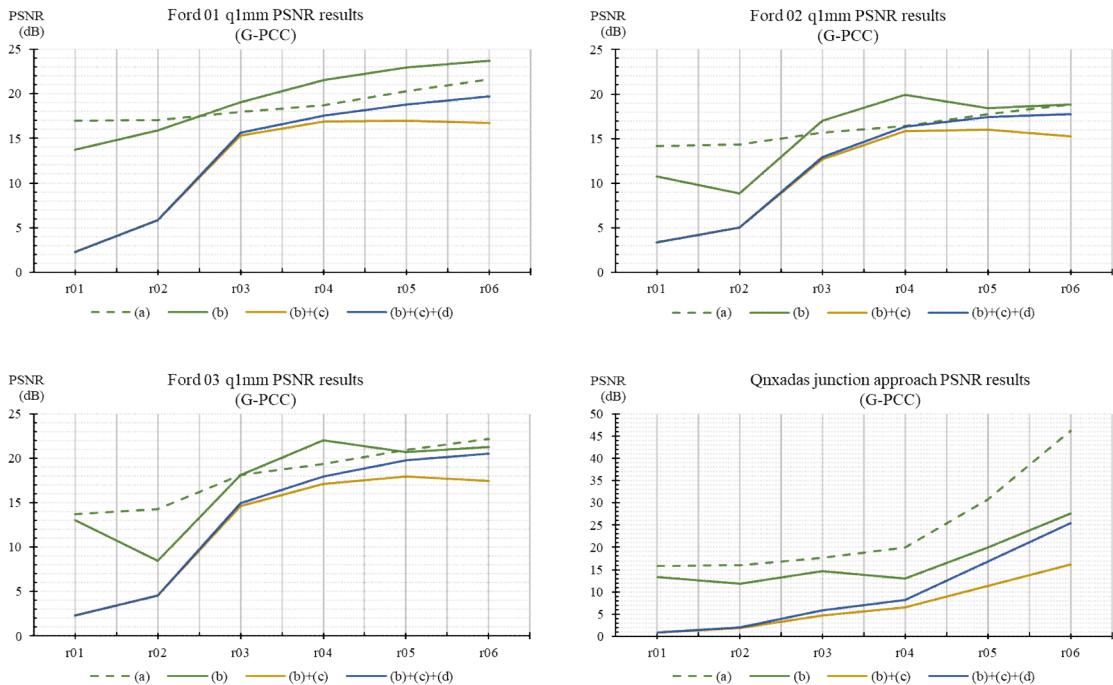 PSNR
(dB)
Ford 01 q1mm PSNR results
(G-PCC)
25
20
15
10
5
0
r01 r02 r03 r04 r05 r06
(a) (b) (b)+(c) (b)+(c)+(d)
PSNR
(dB)
Ford 02 q1mm PSNR results
(G-PCC)
25
20
15
10
5
0
r01 r02 r03 r04 r05 r06
(a) (b) (b)+(c) (b)+(c)+(d)
PSNR
(dB)
Ford 03 q1mm PSNR results
(G-PCC)
25
20
15
10
5
0
r01 r02 r03 r04 r05 r06
(a) (b) (b)+(c) (b)+(c)+(d)
PSNR
(dB)
Qnxadas junction approach PSNR results
(G-PCC)
50
45
40
35
30
25
20
15
10
5
0
r01 r02 r03 r04 r05 r06
(a) (b) (b)+(c) (b)+(c)+(d)